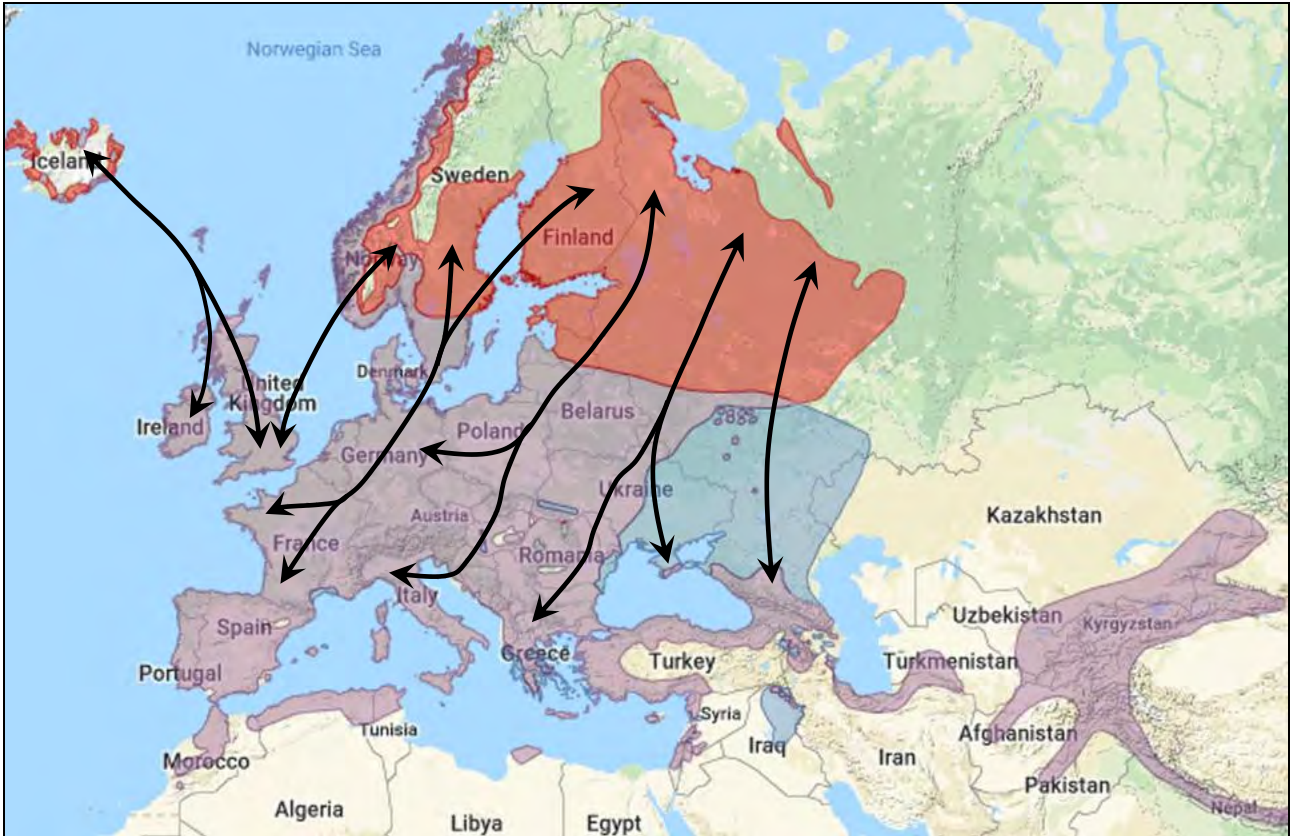 Norwegian Sea
Iceland
Sweden
Finland
Norway
Denmark
United
Kingdom
Ireland
Belarus
Poland
Germany
Ukraine
Austria
France
Romania
Kazakhstan
Italy
Spain
Uzbekistan
Kyrgyzstan
Greece
Turkey
Turkmenistan
Portugal
Syria
Tunisia
Afghanistan
Iraq
Iran
Morocco
Pakistan
Algeria
Libya
Egypt
Nepal